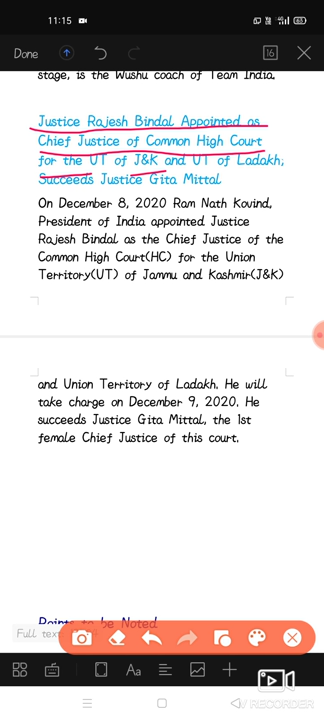 11:15
63
Done
16
stage, is the Wushu coach of Team India.
Justice Rajesh Bindal Appointed as
Chief Justice of Common High Court
for the UT of J&K and UT of Ladakh;
Succeeds Justice Gita Mittal
On December 8, 2020 Ram Nath Kovind,
President of India appointed Justice
Rajesh Bindal as the Chief Justice of the
Common High Court(HC) for the Union
Territory(UT) of Jammu and Kashmir(J&K)
and Union Territory of Ladakh. He will
take charge on December 9, 2020. He
succeeds Justice Gita Mittal, the 1st
female Chief Justice of this court.
Points to be Noted
Full text
Aa
RECORDER